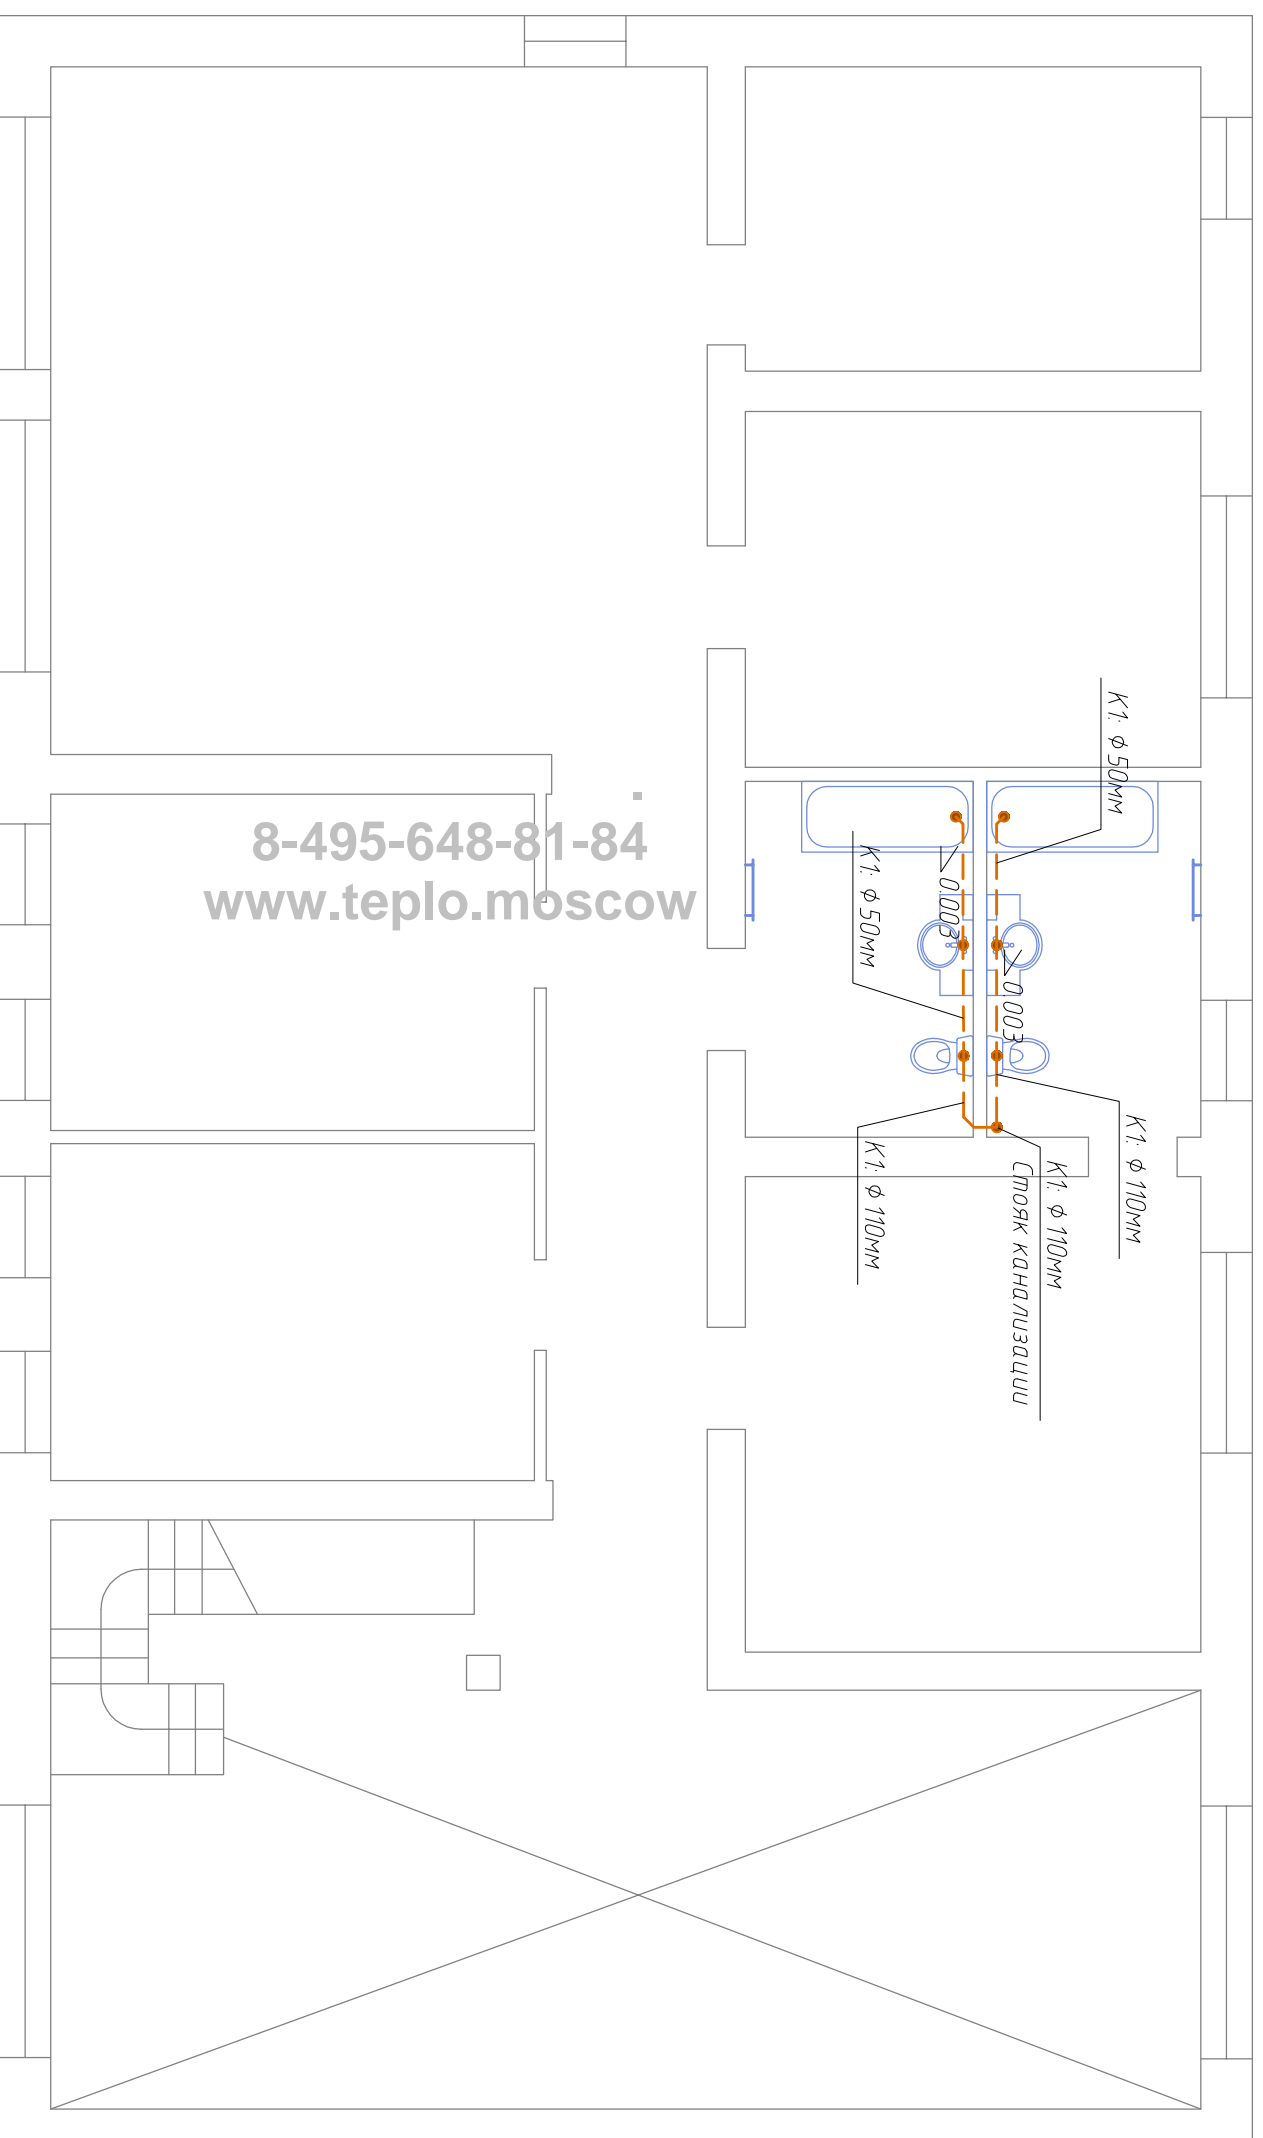 К1: ϕ 50мм
8-495-648-81-84
www.teplo.moscow
К1: ϕ 50мм
0.003
0.003
К1: ϕ 110мм
К1: ϕ 110мм
Стояк канализации
К1: ϕ 110мм